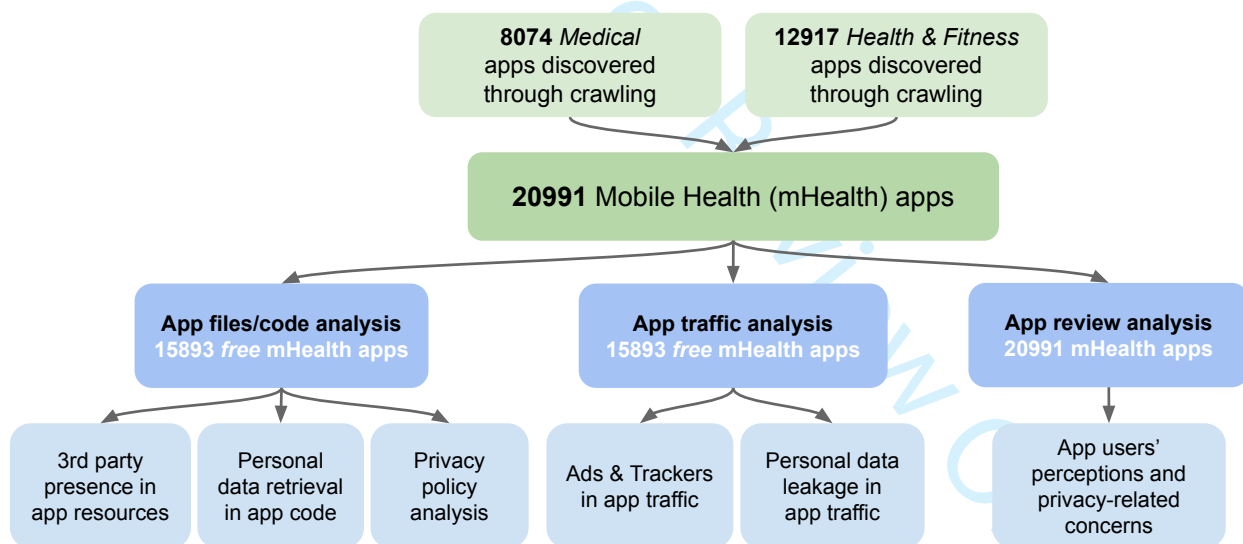 8074 Medical
apps discovered
through crawling
12917 Health & Fitness
apps discovered
through crawling
20991 Mobile Health (mHealth) apps
App files/code analysis
15893 free mHealth apps
App traffic analysis
15893 free mHealth apps
App review analysis
20991 mHealth apps
3rd party
presence in
app resources
Personal
data retrieval
in app code
Privacy
policy
analysis
Ads & Trackers
in app traffic
Personal data
leakage in
app traffic
App users'
perceptions and
privacy-related
concerns